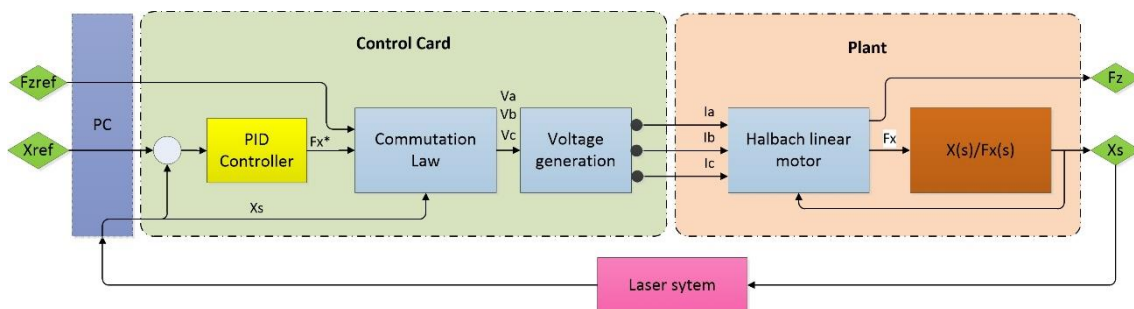 Control Card
Plant
Fzref
Xref
PC
PID
Controller
Fx*
Commutation
Law
Va
Vb
Vc
Voltage
generation
Ia
Ib
Ic
Halbach linear
motor
Fx
X(s)/Fx(s)
Fz
Xs
Xs
Laser sytem